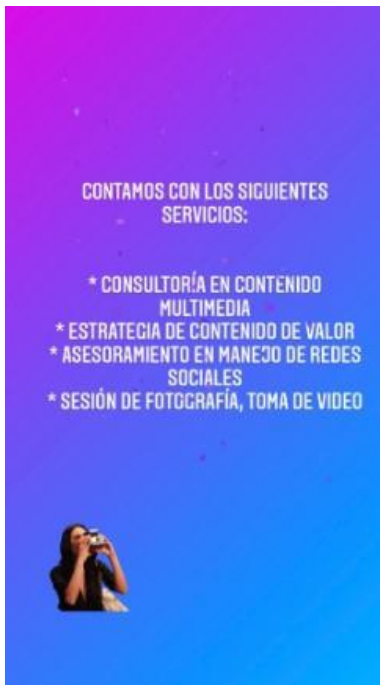 CONTAMOS CON LOS SIGUIENTES
SERVICIOS:
* CONSULTORÍA EN CONTENIDO
MULTIMEDIA
* ESTRATEGIA DE CONTENIDO DE VALOR
* ASESORAMIENTO EN MANEJO DE REDES
SOCIALES
* SESIÓN DE FOTOGRAFÍA, TOMA DE VIDEO